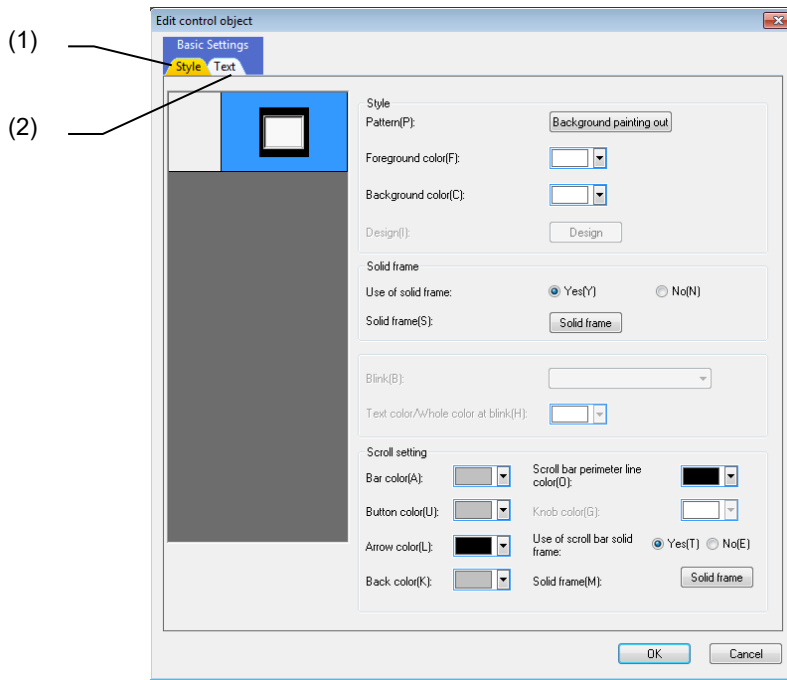 Edit control object
(1)
Basic Settings
Style Text
(2)
Style
Pattern(P): Background painting out
Foreground color(F):
Background color(C):
Design(I): Design
Solid frame
Use of solid frame: Yes(Y) No(N)
Solid frame(S): Solid frame
Blink(B):
Text color/Whole color at blink(H):
Scroll setting
Bar color(A): Scroll bar perimeter line
color(O):
Button color(U): Knob color(G):
Arrow color(L): Use of scroll bar solid
frame: Yes(T) No(E)
Back color(K): Solid frame(M): Solid frame
OK Cancel